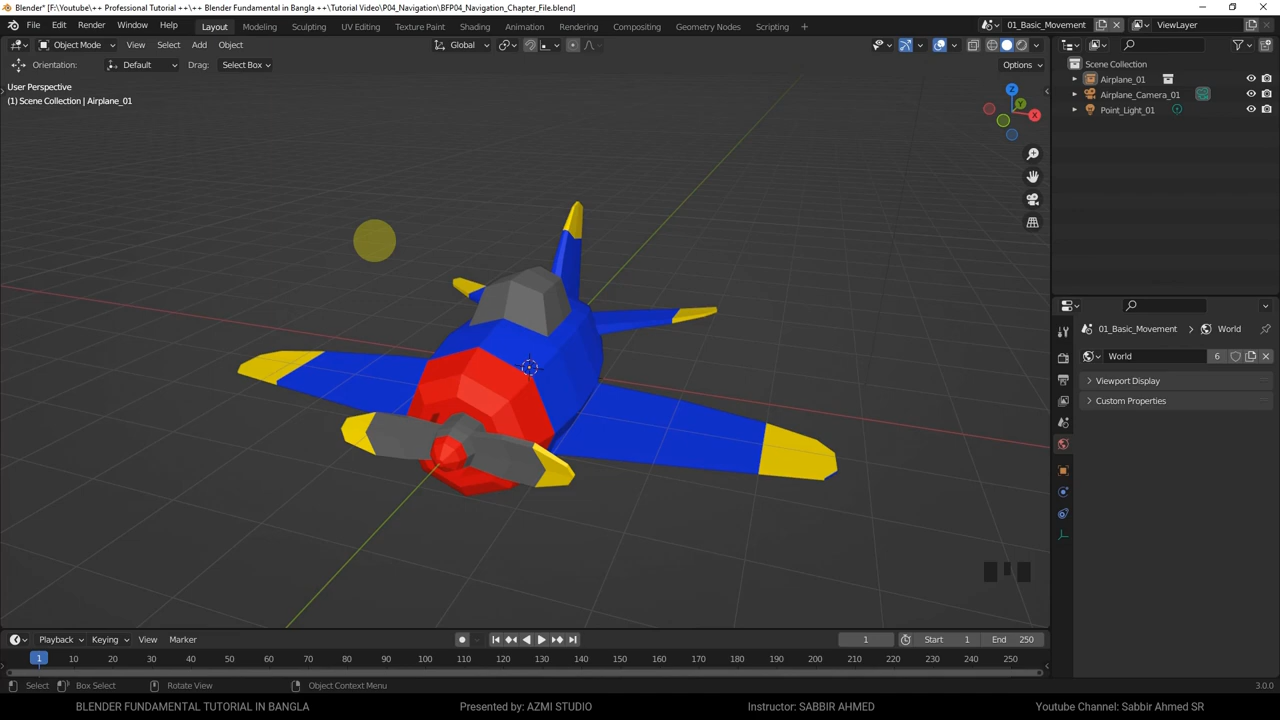 Blender* [F:\Youtube\++ Professional Tutorial ++\++ Blender Fundamental in Bangla ++\Tutorial Video\P04_Navigation\BFP04_Navigation_Chapter_File.blend]
File Edit Render Window Help Layout Modeling Sculpting UV Editing Texture Paint Shading Animation Rendering Compositing Geometry Nodes Scripting + 01_Basic_Movement ViewLayer
Object Mode View Select Add Object Global
Orientation: Default Drag: Select Box Options
User Perspective
(1) Scene Collection | Airplane_01
Z
Y
X
Scene Collection
Airplane_01
Airplane_Camera_01
Point_Light_01
01_Basic_Movement World
World 6
Viewport Display
Custom Properties
Playback Keying View Marker 1 Start 1 End 250
1 10 20 30 40 50 60 70 80 90 100 110 120 130 140 150 160 170 180 190 200 210 220 230 240 250
Select Box Select Rotate View Object Context Menu 3.0.0
BLENDER FUNDAMENTAL TUTORIAL IN BANGLA Presented by: AZMI STUDIO Instructor: SABBIR AHMED Youtube Channel: Sabbir Ahmed SR